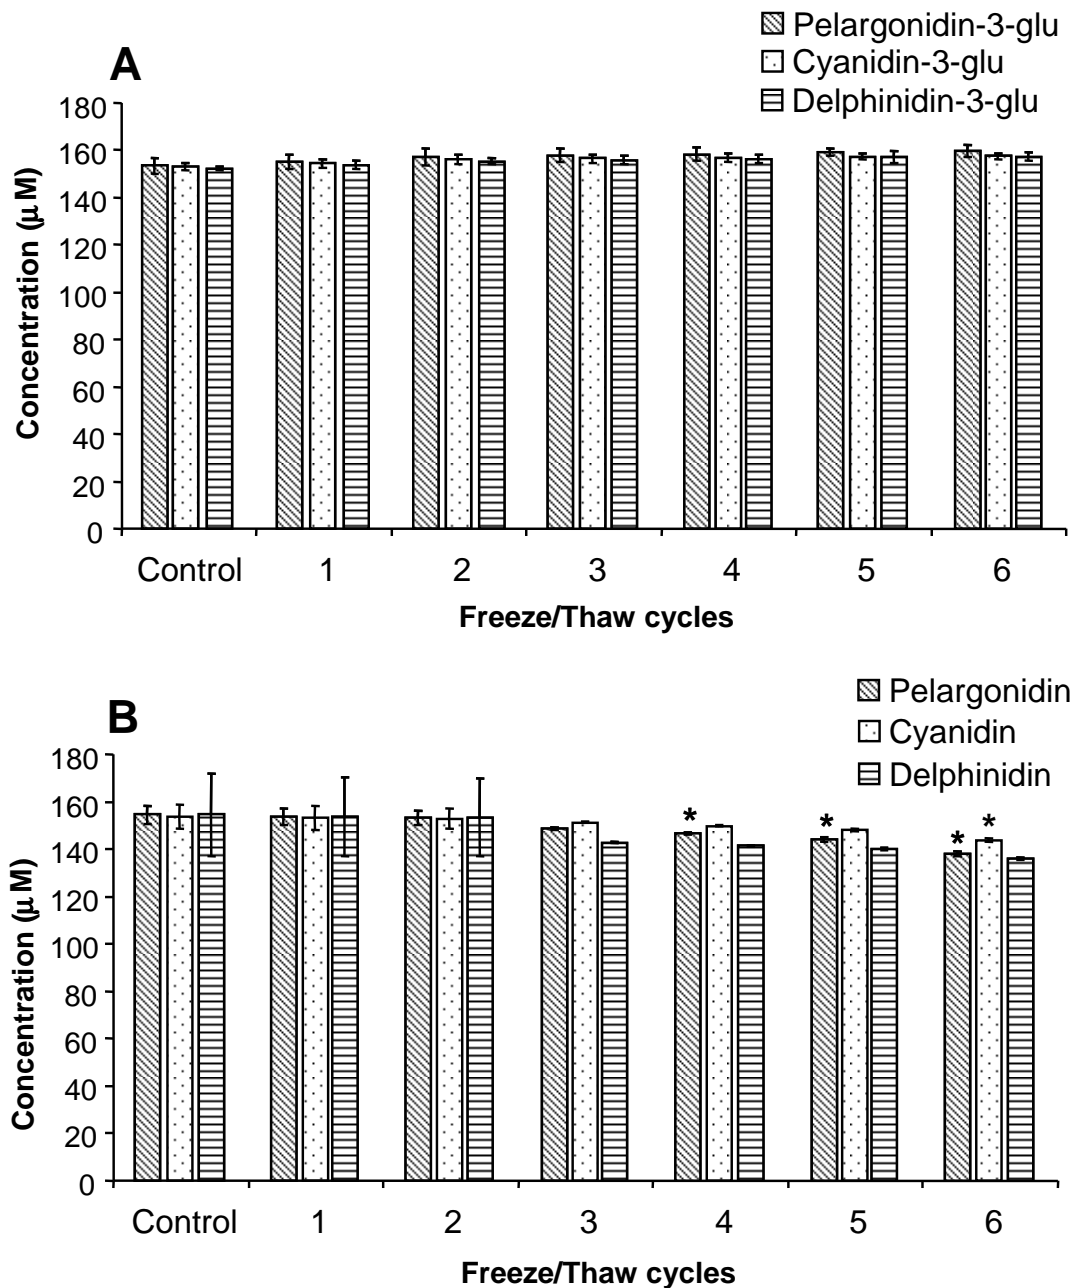 Pelargonidin-3-glu
Cyanidin-3-glu
Delphinidin-3-glu
A
180
160
140
120
100
80
60
40
20
0
Concentration (μM)
Control 1 2 3 4 5 6
Freeze/Thaw cycles
Pelargonidin
Cyanidin
Delphinidin
B
180
160
140
120
100
80
60
40
20
0
Concentration (μM)
* * * *
Control 1 2 3 4 5 6
Freeze/Thaw cycles